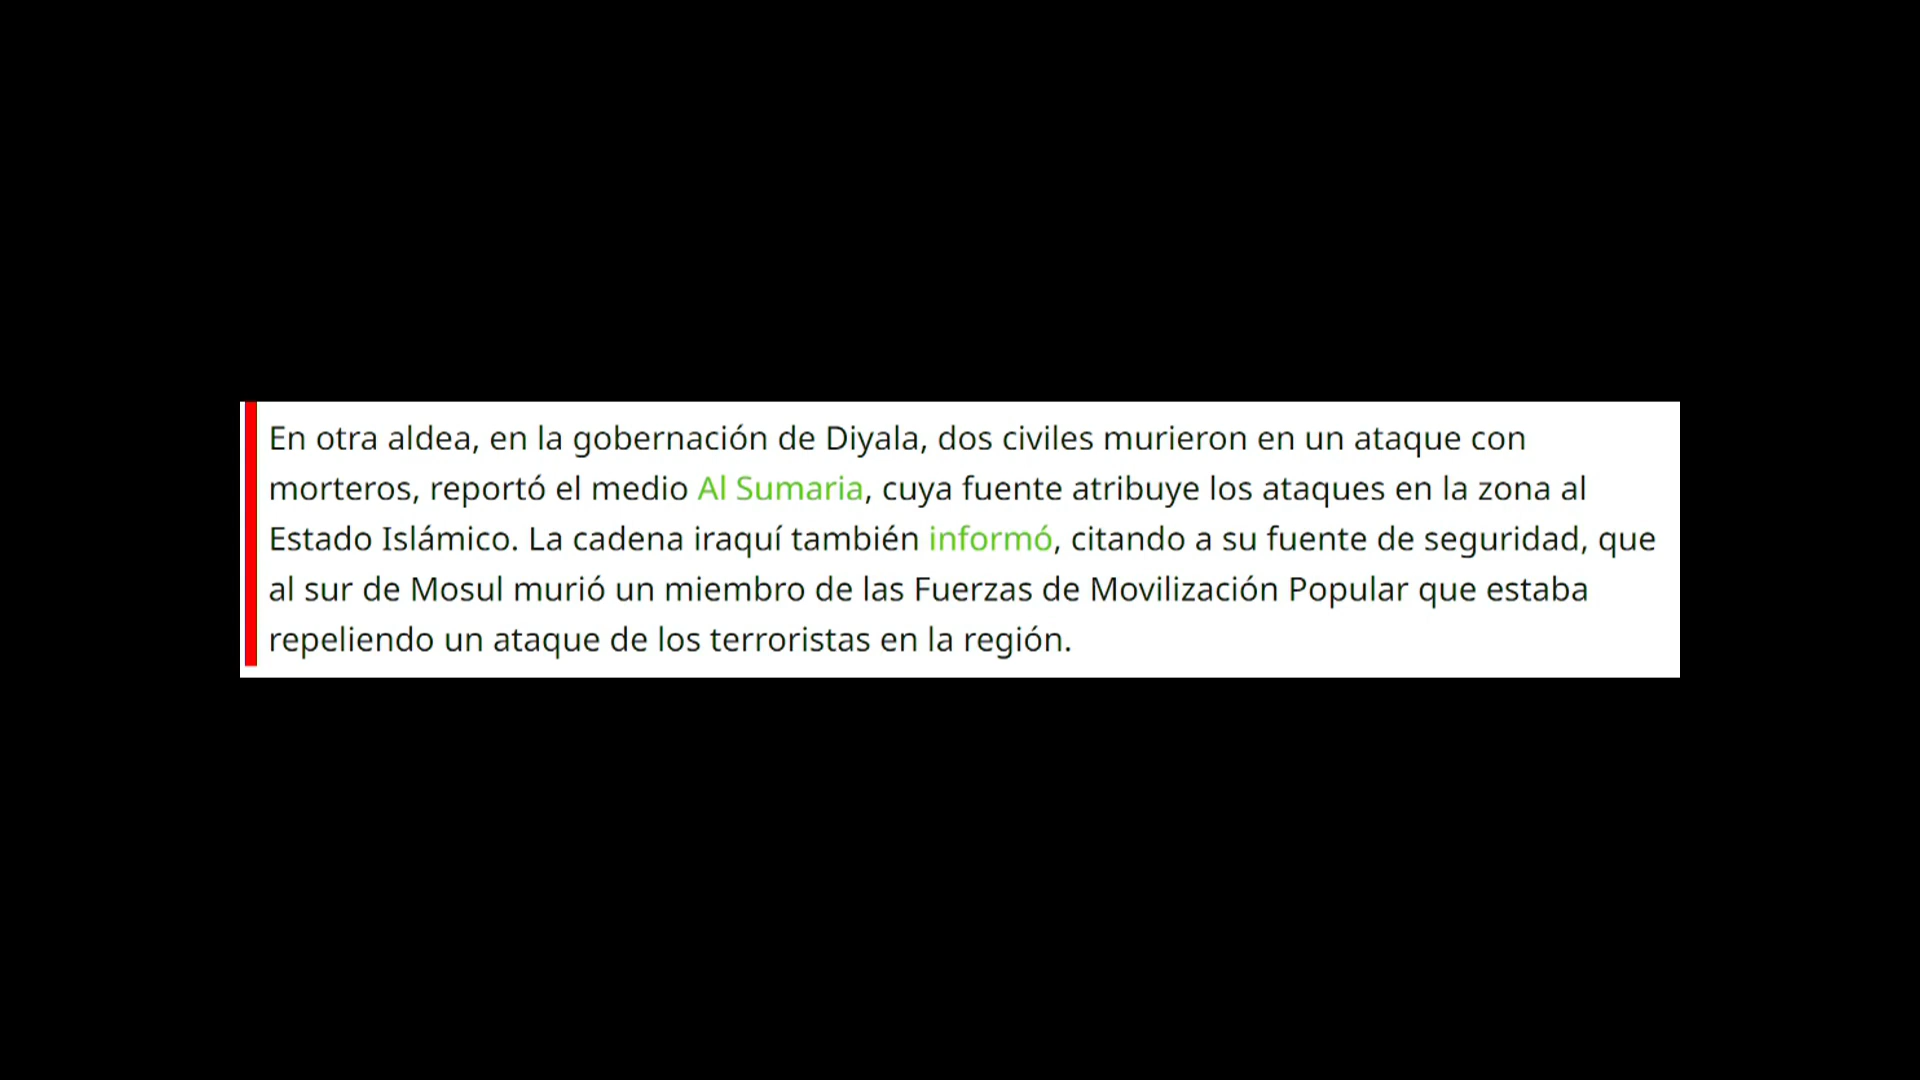 En otra aldea, en la gobernación de Diyala, dos civiles murieron en un ataque con
morteros, reportó el medio Al Sumaria, cuya fuente atribuye los ataques en la zona al
Estado Islámico. La cadena iraquí también informó, citando a su fuente de seguridad, que
al sur de Mosul murió un miembro de las Fuerzas de Movilización Popular que estaba
repeliendo un ataque de los terroristas en la región.